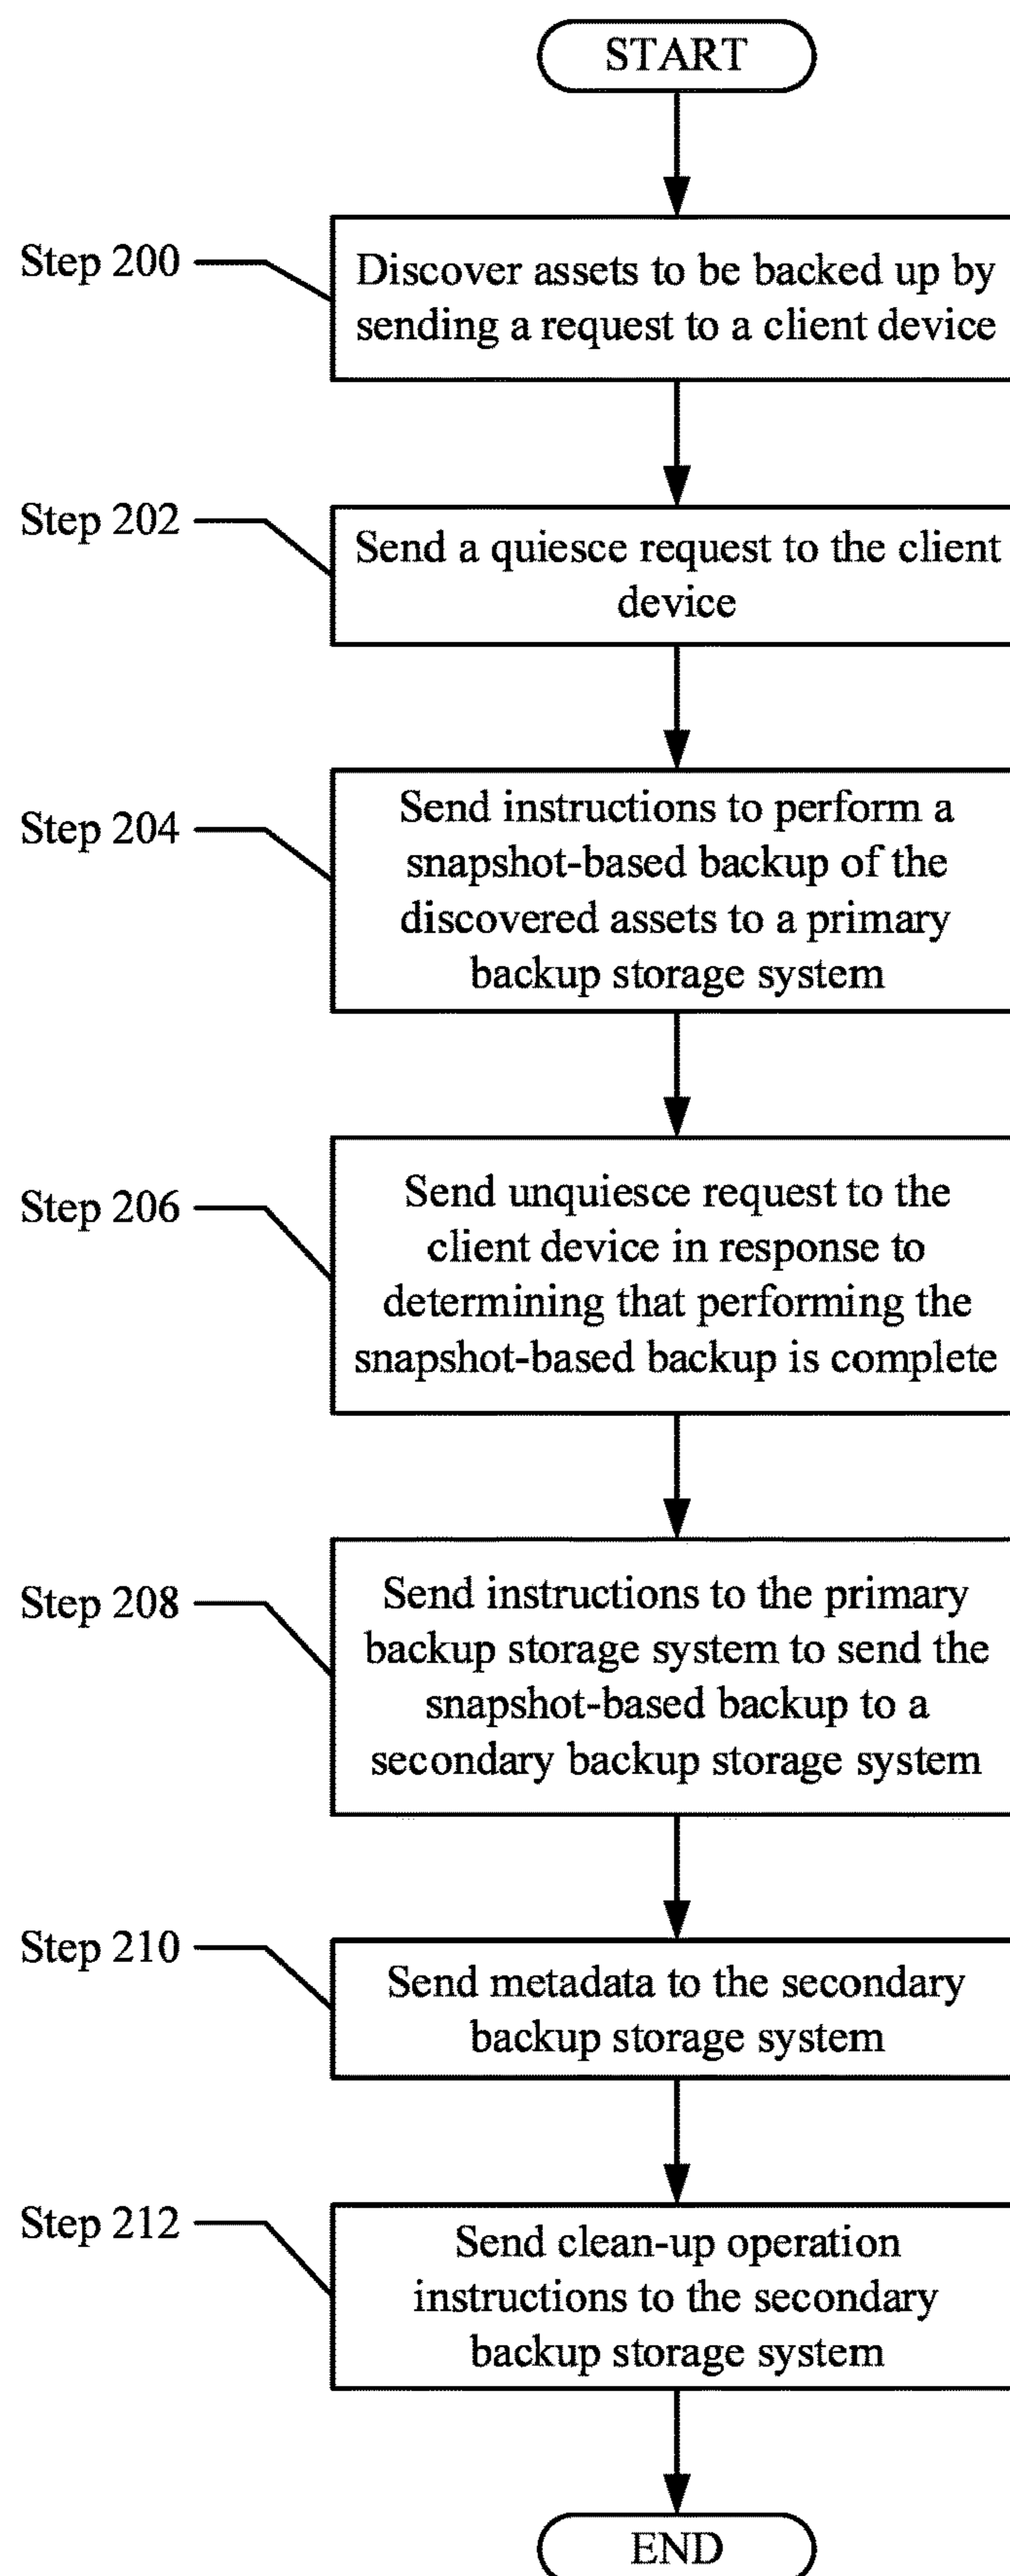 START
Step 200
Discover assets to be backed up by
sending a request to a client device
Step 202
Send a quiesce request to the client
device
Step 204
Send instructions to perform a
snapshot-based backup of the
discovered assets to a primary
backup storage system
Step 206
Send unquiesce request to the
client device in response to
determining that performing the
snapshot-based backup is complete
Step 208
Send instructions to the primary
backup storage system to send the
snapshot-based backup to a
secondary backup storage system
Step 210
Send metadata to the secondary
backup storage system
Step 212
Send clean-up operation
instructions to the secondary
backup storage system
END